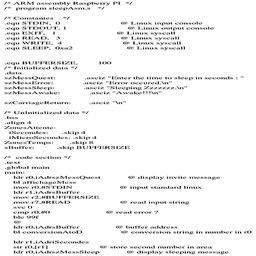 /* ARM assembly Raspberry PI */
/* program sleepAsm.s */
/* Constants */
.equ STDIN, 0 @ Linux input console
.equ STDOUT, 1 @ Linux output console
.equ EXIT, 1 @ Linux syscall
.equ READ, 3 @ Linux syscall
.equ WRITE, 4 @ Linux syscall
.equ SLEEP, 0xa2 @ Linux syscall
.equ BUFFERSIZE, 100
/* Initialized data */
.data
szMessQuest: .asciz "Enter the time to sleep in seconds : "
szMessError: .asciz "Error occured.\n"
szMessSleep: .asciz "Sleeping Zzzzzzz.\n"
szMessAwake: .asciz "Awake!!!\n"
szCarriageReturn: .asciz "\n"
/* UnInitialized data */
.bss
.align 4
ZonesAttente:
tSecondes: .skip 4
tMicroSecondes: .skip 4
ZonesTemps: .skip 8
sBuffer: .skip BUFFERSIZE
/* code section */
.text
.global main
main:
ldr r0,iAdrszMessQuest @ display invite message
bl affichageMess
mov r0,#STDIN @ input standard linux
ldr r1,iAdrsBuffer
mov r2,#BUFFERSIZE
mov r7,#READ @ read input string
svc 0
cmp r0,#0 @ read error ?
ble 99f
@
ldr r0,iAdrsBuffer @ buffer address
bl conversionAtoD @ conversion string in number in r0
ldr r1,iAdriSecondes
str r0,[r1] @ store second number in area
ldr r0,iAdrszMessSleep @ display sleeping message